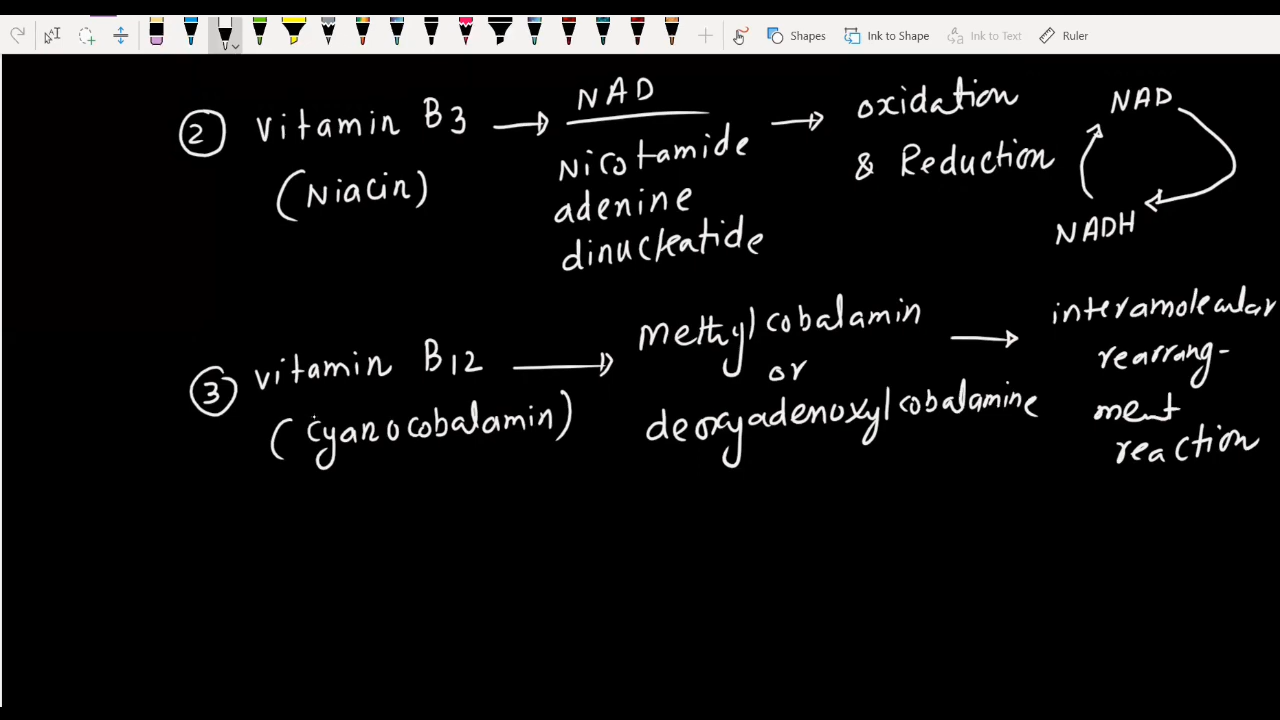 Shapes Ink to Shape Ink to Text Ruler
② vitamin B3 → NAD → oxidation NAD
(Niacin) Nicotamide & Reduction
adenine
dinucleatide NADH
③ vitamin B12 → methylcobalamin → interamolecular
or rearrang-
(cyanocobalamin) deoxyadenoxylcobalamine ment
reaction